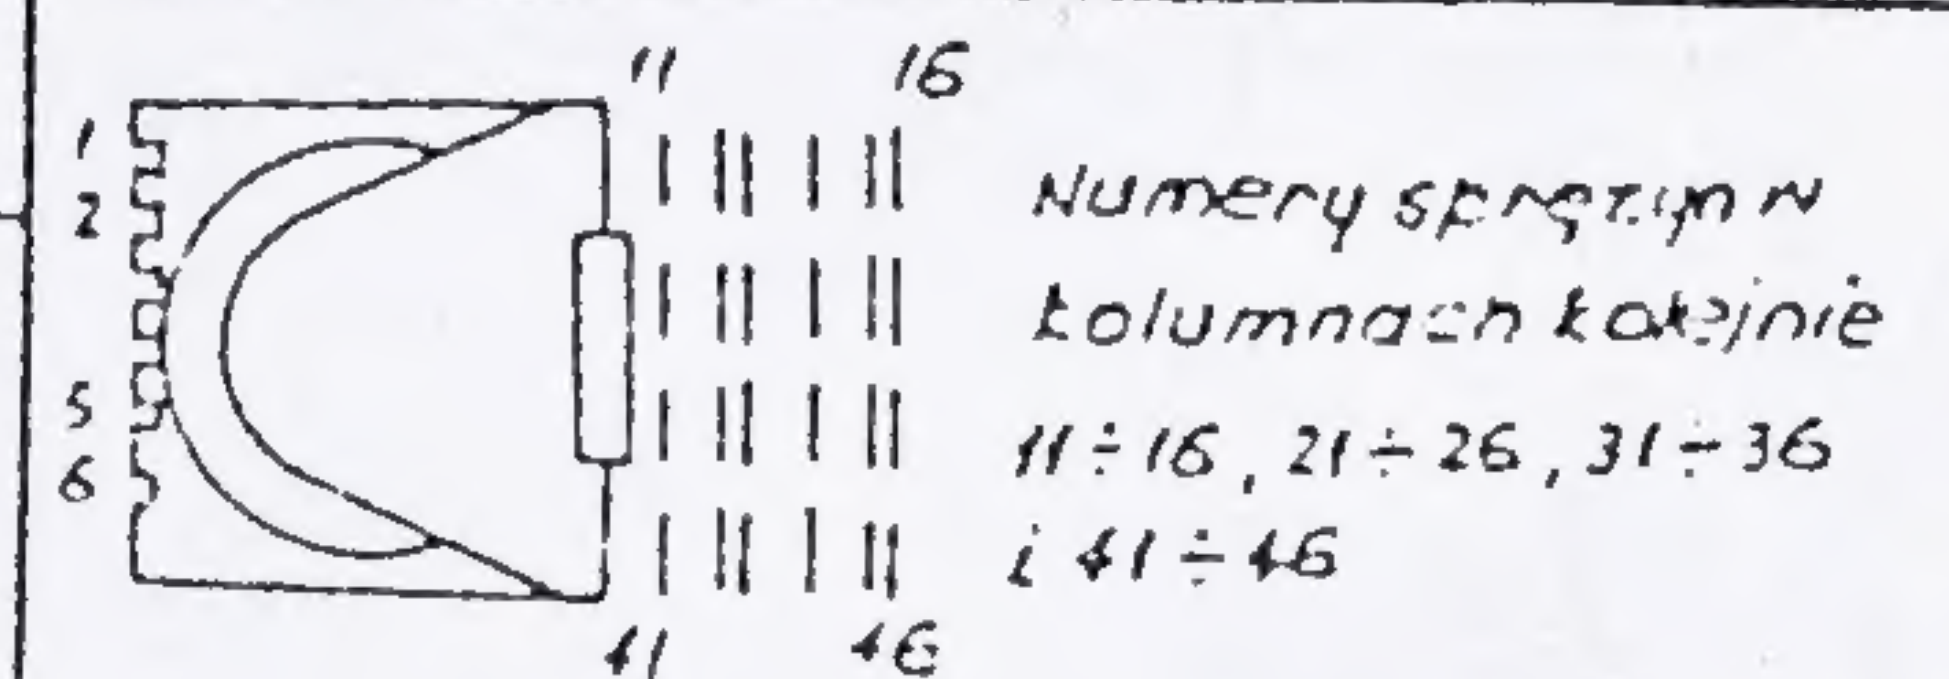 11 16
1
2
5
6
41 46
Numery sprężyn w
kolumnach kolejnie
11÷16, 21÷26, 31÷36
i 41÷46